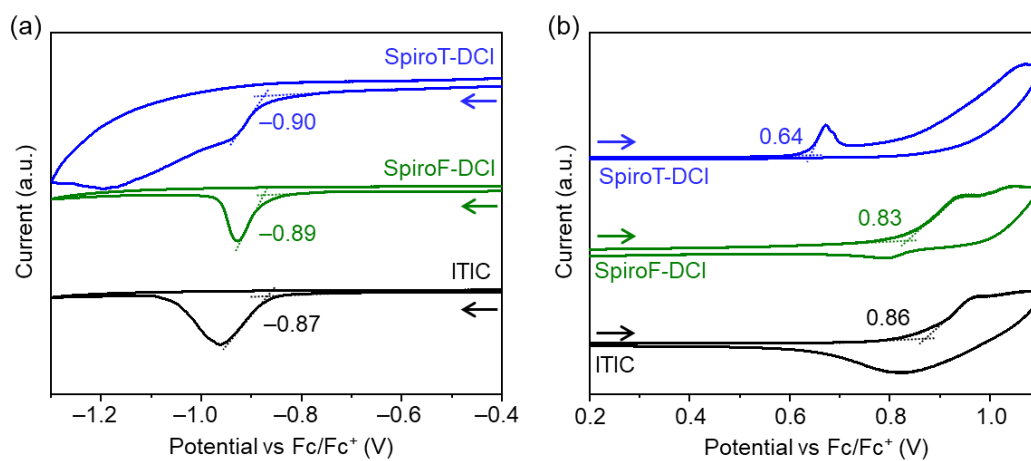 (a)
SpiroT-DCI
–0.90
SpiroF-DCI
–0.89
ITIC
–0.87
Current (a.u.)
–1.2
–1.0
–0.8
–0.6
–0.4
Potential vs Fc/Fc⁺ (V)
(b)
0.64
SpiroT-DCI
0.83
SpiroF-DCI
0.86
ITIC
Current (a.u.)
0.2
0.4
0.6
0.8
1.0
Potential vs Fc/Fc⁺ (V)